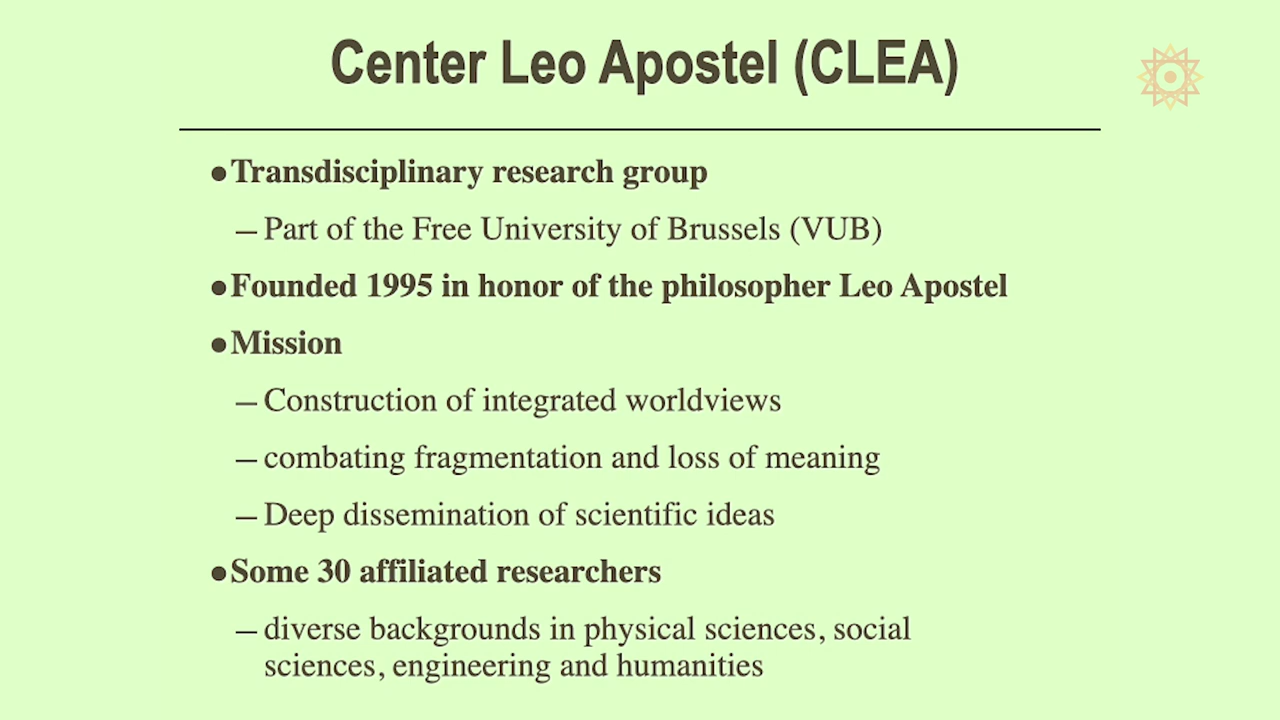 Center Leo Apostel (CLEA)
●Transdisciplinary research group
– Part of the Free University of Brussels (VUB)
●Founded 1995 in honor of the philosopher Leo Apostel
●Mission
– Construction of integrated worldviews
– combating fragmentation and loss of meaning
– Deep dissemination of scientific ideas
●Some 30 affiliated researchers
– diverse backgrounds in physical sciences, social
sciences, engineering and humanities